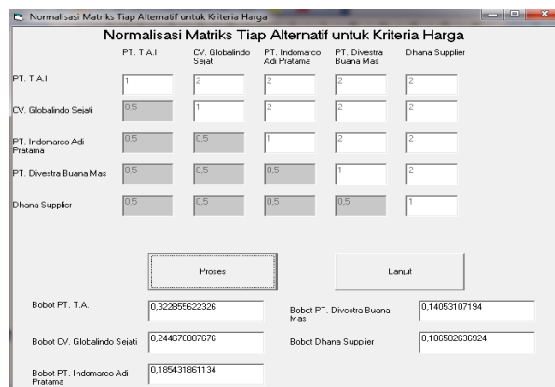 Normalisasi Matriks Tiap Alternatif untuk Kriteria Harga
Normalisasi Matriks Tiap Alternatif untuk Kriteria Harga
PT. T.A.I CV. Globalindo Sejati PT. Indomarco Adi Pratama PT. Divestra Buana Mas Dhana Supplier
PT. T.A.I 1 2 2 2 2
CV. Globalindo Sejati 0,5 1 2 2 2
PT. Indomarco Adi Pratama 0,5 0,5 1 2 2
PT. Divestra Buana Mas 0,5 0,5 0,5 1 2
Dhana Supplier 0,5 0,5 0,5 0,5 1
Proses Lanjut
Bobot PT. T.A. 0,322855622326 Bobot PT. Divestra Buana Mas 0,14053107194
Bobot CV. Globalindo Sejati 0,244670007676 Bobot Dhana Supplier 0,106502636924
Bobot PT. Indomarco Adi Pratama 0,185431861134